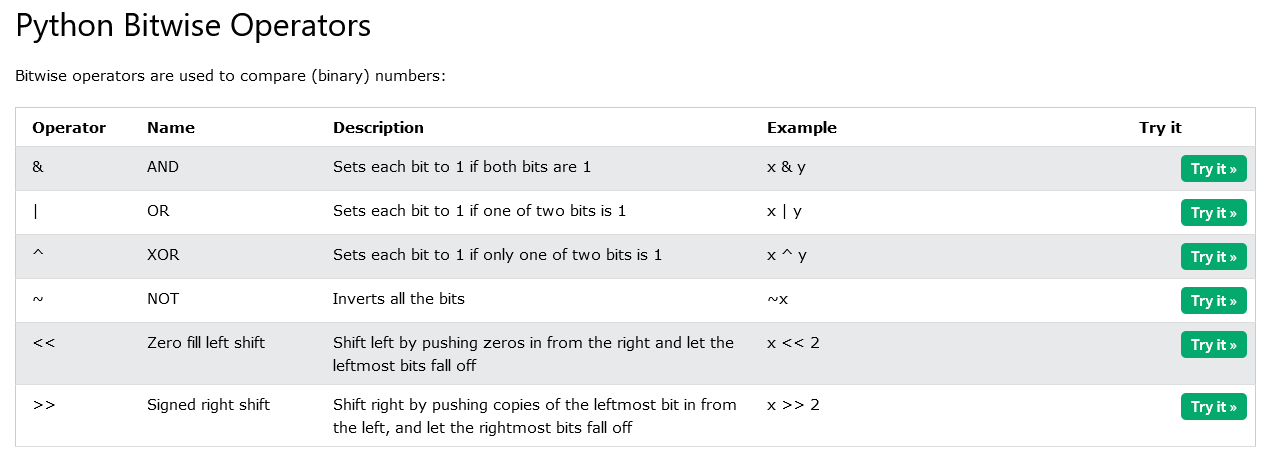 Python Bitwise Operators
Bitwise operators are used to compare (binary) numbers:
Operator Name Description Example Try it
& AND Sets each bit to 1 if both bits are 1 x & y Try it »
| OR Sets each bit to 1 if one of two bits is 1 x | y Try it »
^ XOR Sets each bit to 1 if only one of two bits is 1 x ^ y Try it »
~ NOT Inverts all the bits ~x Try it »
<< Zero fill left shift Shift left by pushing zeros in from the right and let the x << 2 Try it »
leftmost bits fall off
>> Signed right shift Shift right by pushing copies of the leftmost bit in from x >> 2 Try it »
the left, and let the rightmost bits fall off